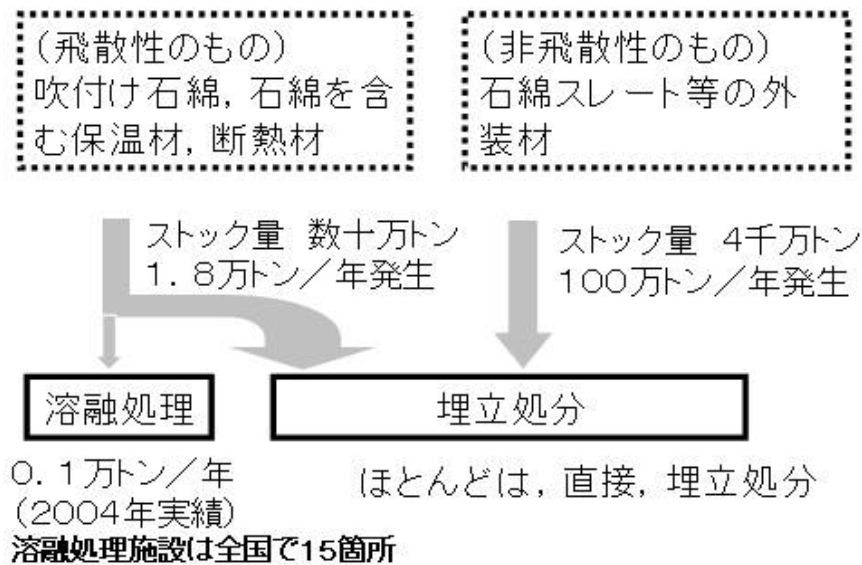 (飛散性のもの)
吹付け石綿,石綿を含
む保温材,断熱材
(非飛散性のもの)
石綿スレート等の外
装材
ストック量 数十万トン
1.8万トン/年発生
ストック量 4千万トン
100万トン/年発生
溶融処理
埋立処分
0.1万トン/年
(2004年実績)
溶融処理施設は全国で15箇所
ほとんどは,直接,埋立処分